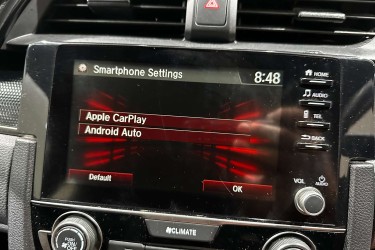 Smartphone Settings
8:48
HOME
AUDIO
TEL
BACK
Apple CarPlay
Android Auto
Default
OK
VOL
AUDIO
CLIMATE